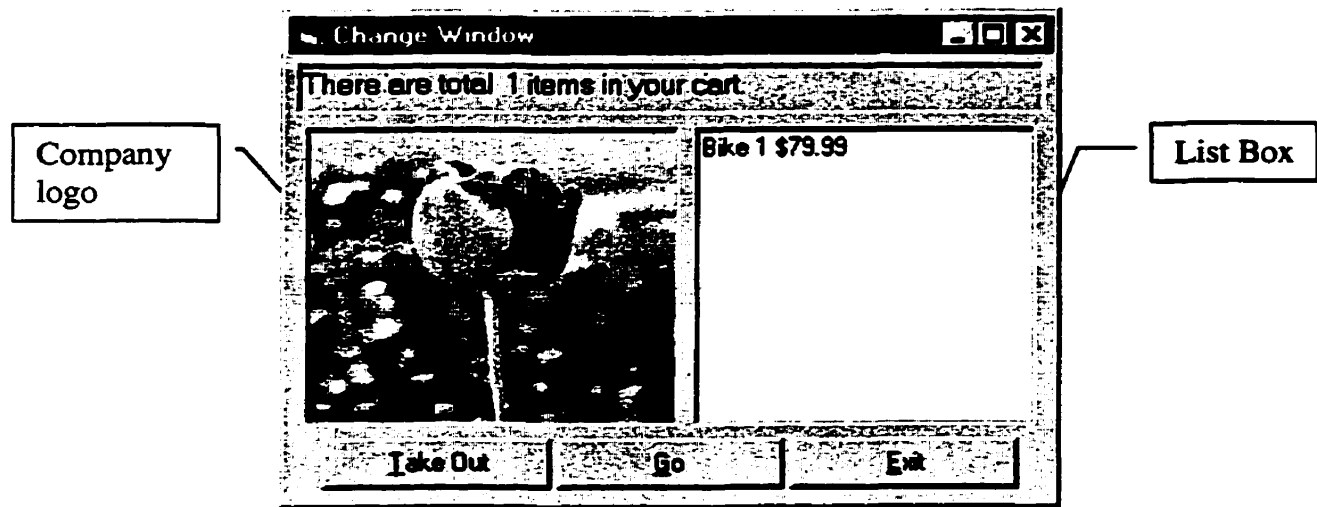 Change Window
There are total 1 items in your cart.
Company
logo
Bike 1 $79.99
List Box
Take Out
Go
Exit